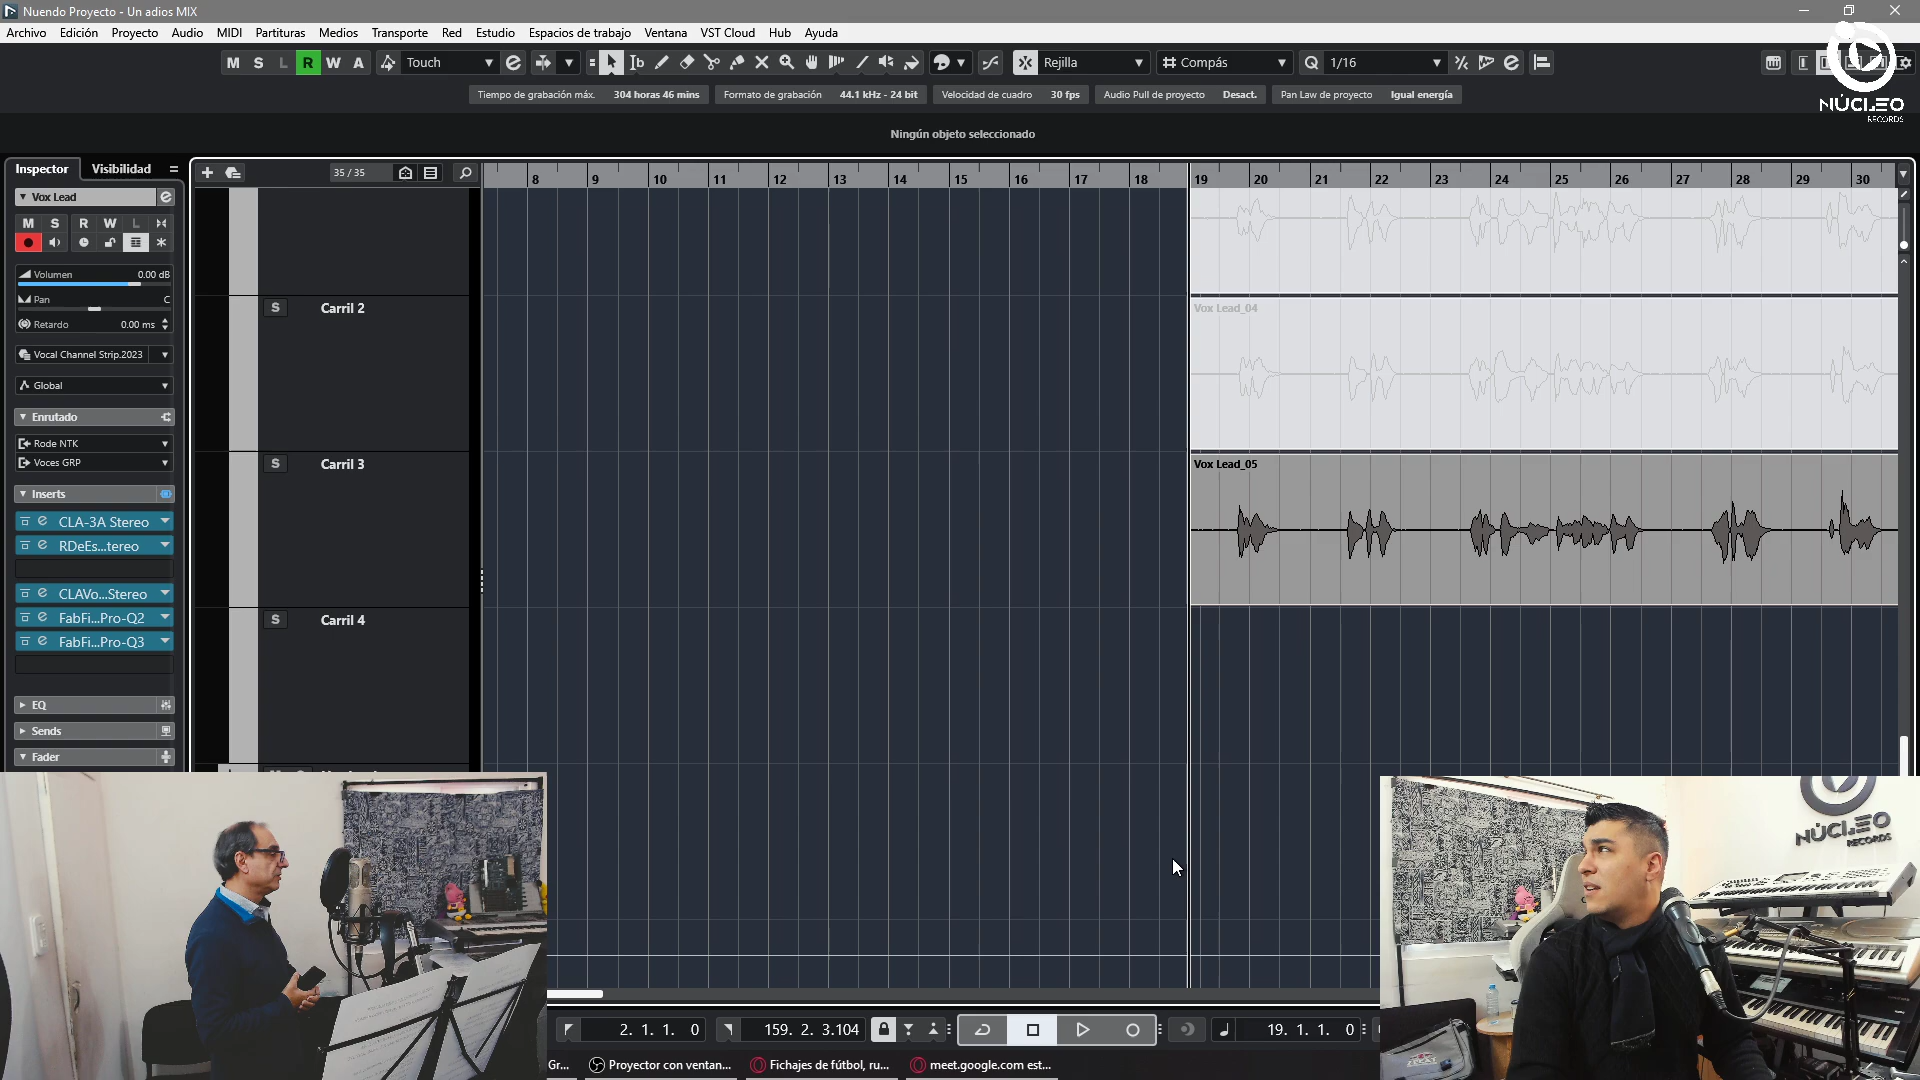 Nuendo Proyecto - Un adios MIX
Archivo Edición Proyecto Audio MIDI Partituras Medios Transporte Red Estudio Espacios de trabajo Ventana VST Cloud Hub Ayuda
M S L R W A Touch Rejilla Compás Q 1/16
Tiempo de grabación máx. 304 horas 46 mins Formato de grabación 44.1 kHz - 24 bit Velocidad de cuadro 30 fps Audio Pull de proyecto Desact. Pan Law de proyecto Igual energía
NÚCLEO
RECORDS
Ningún objeto seleccionado
Inspector Visibilidad
35 / 35
8 9 10 11 12 13 14 15 16 17 18 19 20 21 22 23 24 25 26 27 28 29 30
Vox Lead
M S R W L
Volumen 0.00 dB
Pan C
Retardo 0.00 ms
Vocal Channel Strip.2023
Global
Enrutado
Rode NTK
Voces GRP
Inserts
CLA-3A Stereo
RDeEs...tereo
CLAVo...Stereo
FabFi...Pro-Q2
FabFi...Pro-Q3
EQ
Sends
Fader
S Carril 2
Vox Lead_04
S Carril 3
Vox Lead_05
S Carril 4
NÚCLEO
RECORDS
2. 1. 1. 0 159. 2. 3.104 19. 1. 1. 0
Gr... Proyector con ventan... Fichajes de fútbol, ru... meet.google.com est...